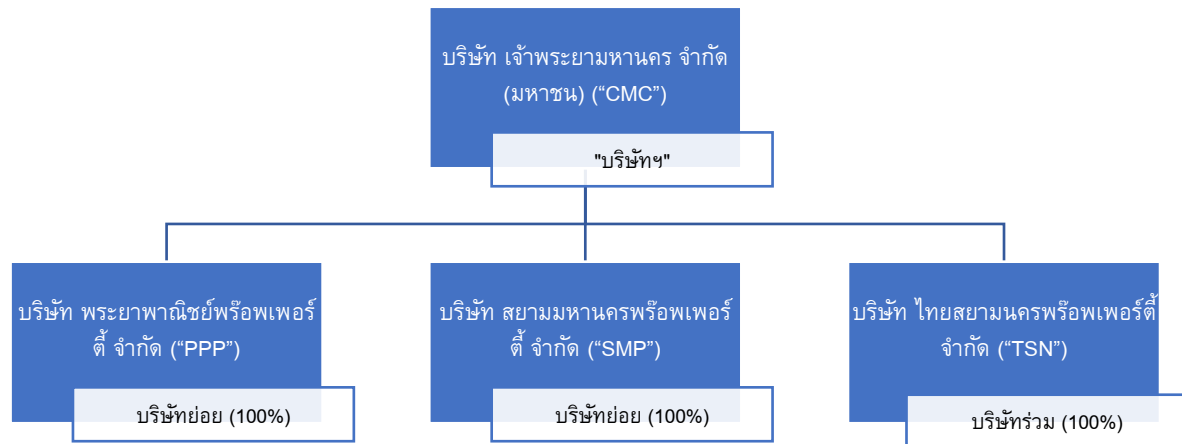 บริษัท เจ้าพระยามหานคร จำกัด
(มหาชน) (“CMC”)
"บริษัทฯ"
บริษัท พระยาพาณิชย์พร๊อพเพอร์
ตี้ จำกัด (“PPP”)
บริษัทย่อย (100%)
บริษัท สยามมหานครพร๊อพเพอร์
ตี้ จำกัด (“SMP”)
บริษัทย่อย (100%)
บริษัท ไทยสยามนครพร๊อพเพอร์ตี้
จำกัด (“TSN”)
บริษัทร่วม (100%)